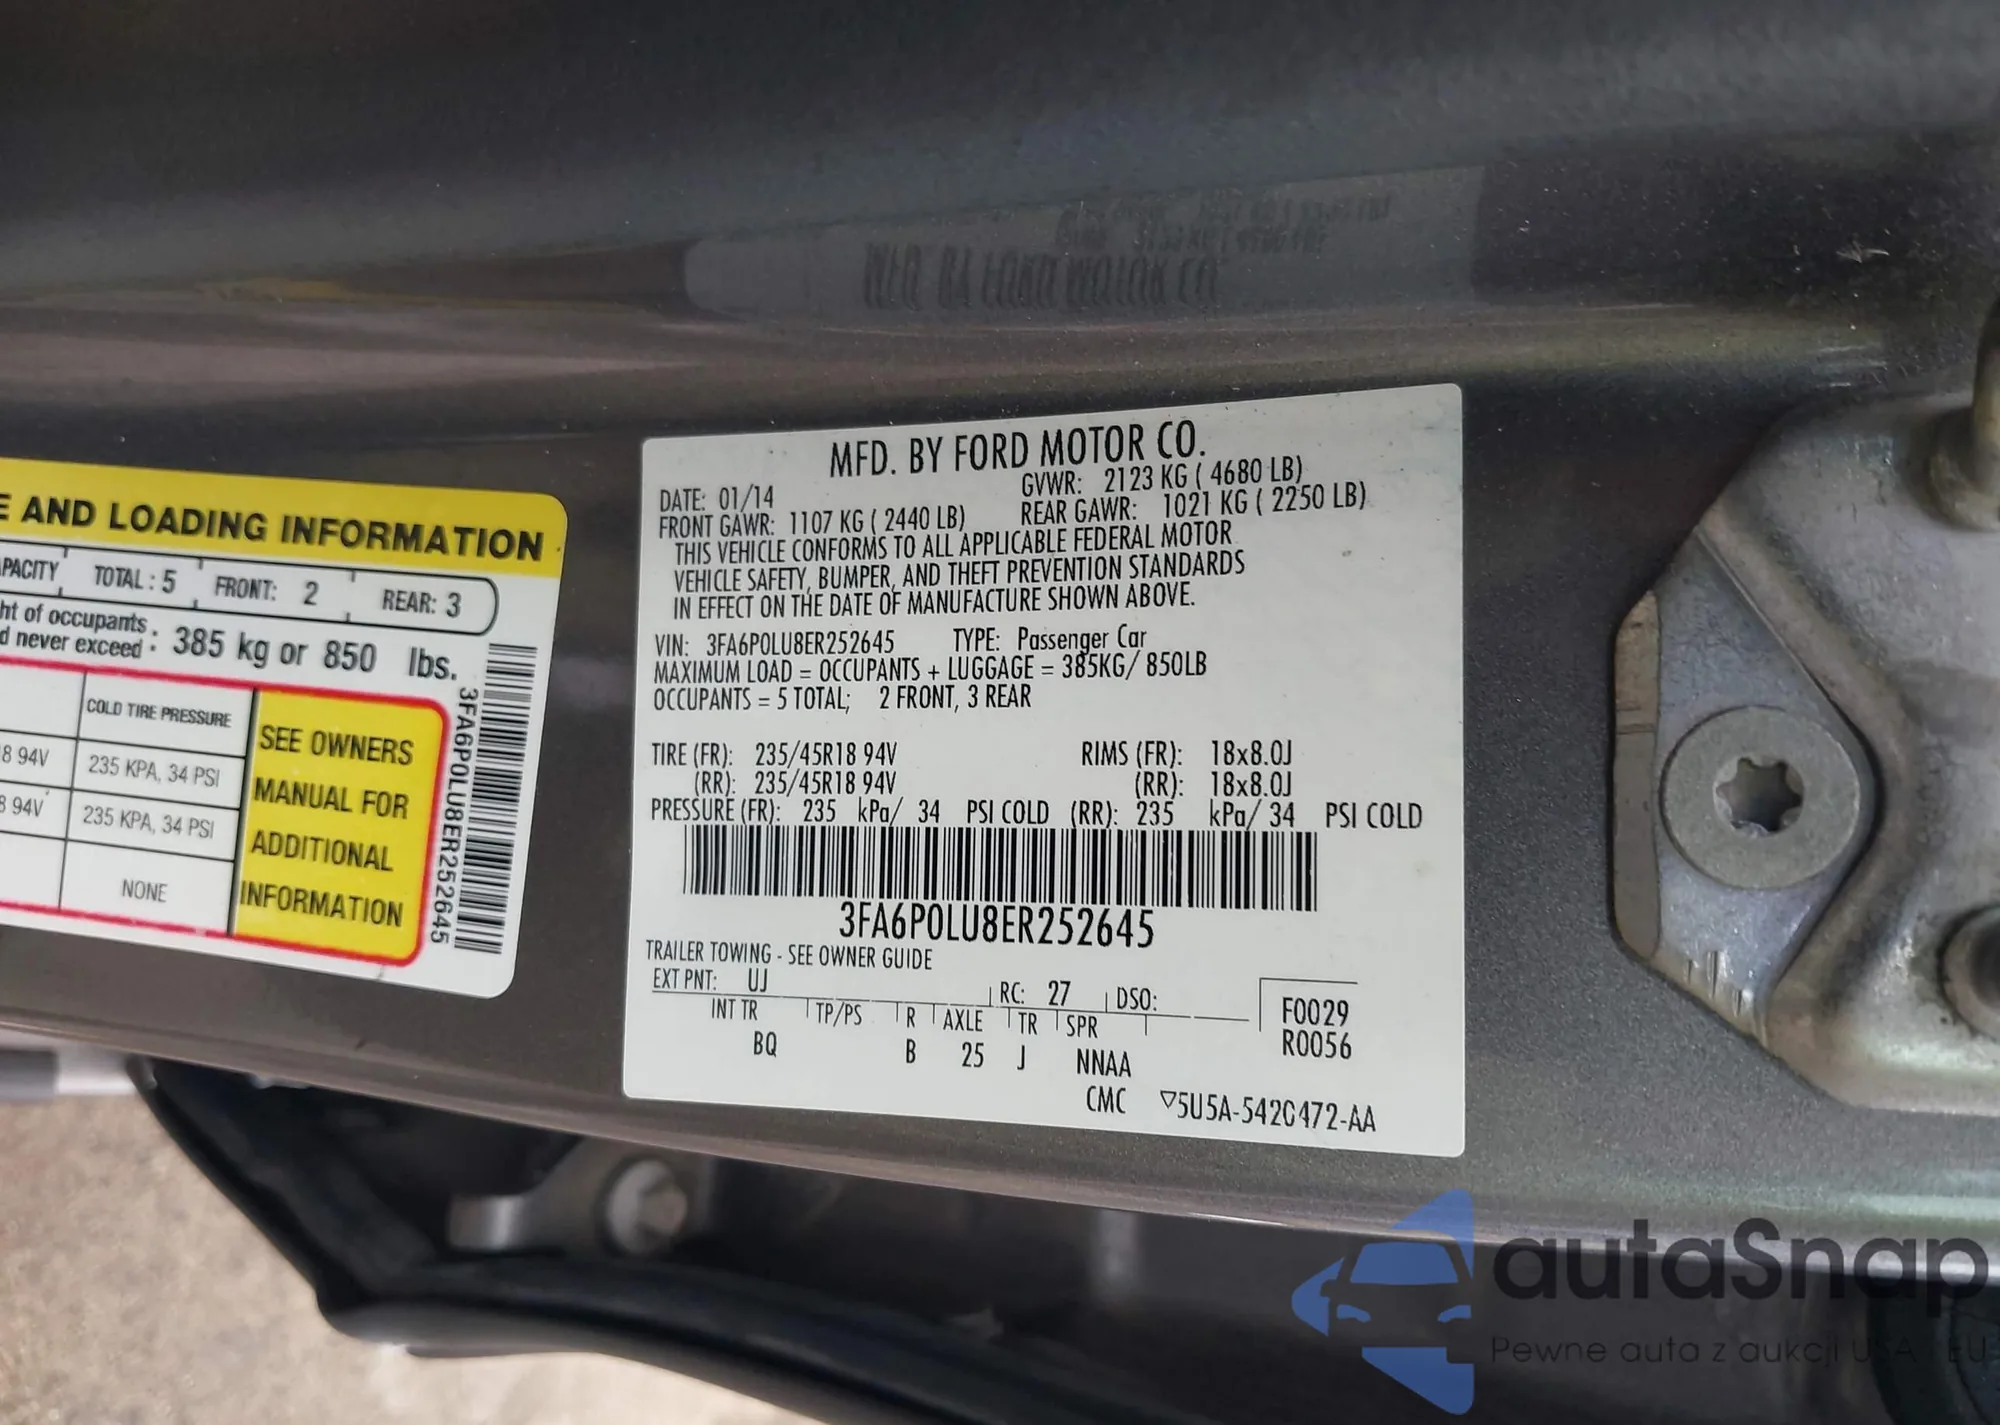 E AND LOADING INFORMATION
APACITY TOTAL : 5 FRONT: 2 REAR: 3
ht of occupants
d never exceed : 385 kg or 850 lbs.
COLD TIRE PRESSURE
8 94V 235 KPA, 34 PSI
8 94V 235 KPA, 34 PSI
NONE
SEE OWNERS
MANUAL FOR
ADDITIONAL
INFORMATION
3FA6P0LU8ER252645
MFD. BY FORD MOTOR CO.
DATE: 01/14 GVWR: 2123 KG ( 4680 LB)
FRONT GAWR: 1107 KG ( 2440 LB) REAR GAWR: 1021 KG ( 2250 LB)
THIS VEHICLE CONFORMS TO ALL APPLICABLE FEDERAL MOTOR
VEHICLE SAFETY, BUMPER, AND THEFT PREVENTION STANDARDS
IN EFFECT ON THE DATE OF MANUFACTURE SHOWN ABOVE.
VIN: 3FA6P0LU8ER252645 TYPE: Passenger Car
MAXIMUM LOAD = OCCUPANTS + LUGGAGE = 385KG/ 850LB
OCCUPANTS = 5 TOTAL; 2 FRONT, 3 REAR
TIRE (FR): 235/45R18 94V RIMS (FR): 18x8.0J
(RR): 235/45R18 94V (RR): 18x8.0J
PRESSURE (FR): 235 kPa/ 34 PSI COLD (RR): 235 kPa/ 34 PSI COLD
3FA6P0LU8ER252645
TRAILER TOWING - SEE OWNER GUIDE
EXT PNT: UJ RC: 27 DSO:
INT TR TP/PS R AXLE TR SPR
BQ B 25 J NNAA
F0029
R0056
CMC ▽5U5A-5420472-AA
autaSnap
Pewne auta z aukcji USA i EU